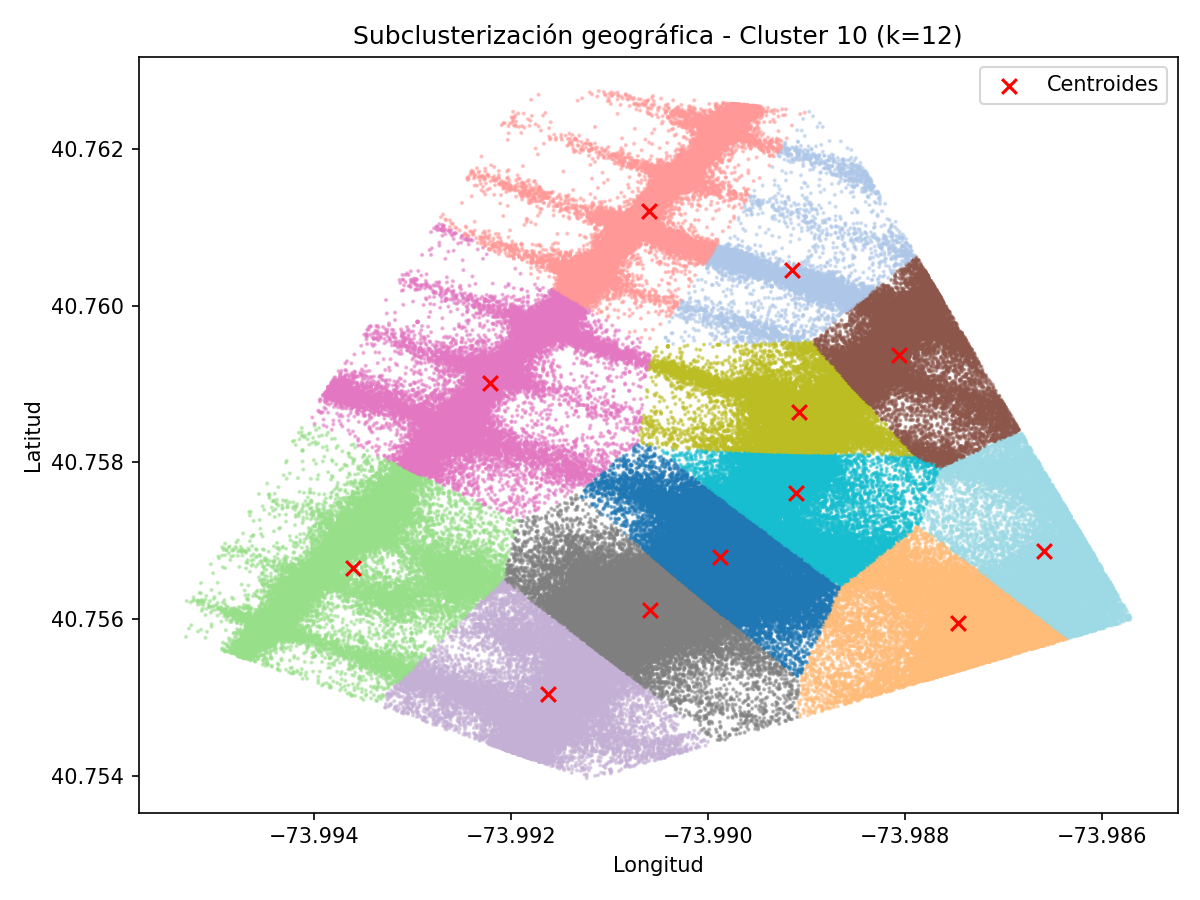 Subclusterización geográfica - Cluster 10 (k=12)
Centroides
Latitud
40.762
40.760
40.758
40.756
40.754
−73.994 −73.992 −73.990 −73.988 −73.986
Longitud